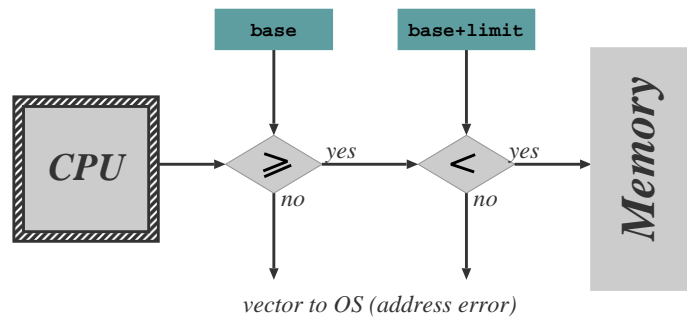 base
base+limit
CPU
⩾
yes
<
yes
Memory
no
no
vector to OS (address error)